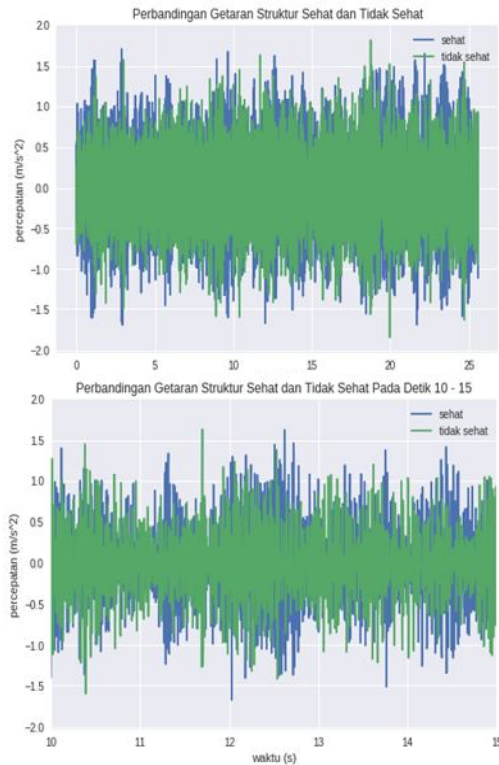 Perbandingan Getaran Struktur Sehat dan Tidak Sehat
sehat
tidak sehat
percepatan (m/s^2)
2.0
1.5
1.0
0.5
0.0
−0.5
−1.0
−1.5
−2.0
0 5 10 15 20 25
Perbandingan Getaran Struktur Sehat dan Tidak Sehat Pada Detik 10 - 15
sehat
tidak sehat
percepatan (m/s^2)
2.0
1.5
1.0
0.5
0.0
−0.5
−1.0
−1.5
−2.0
10 11 12 13 14 15
waktu (s)